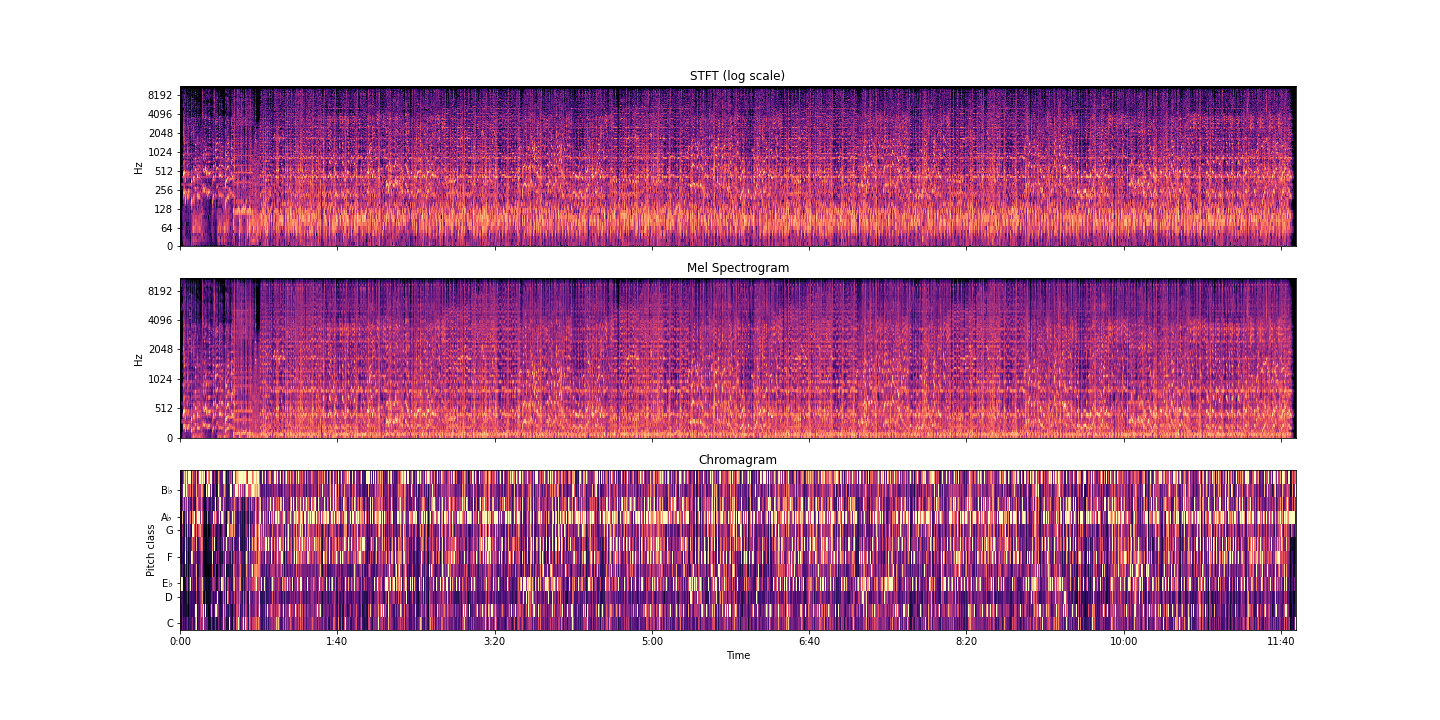 STFT (log scale)
8192
4096
2048
1024
512
256
128
64
0
Hz
Mel Spectrogram
8192
4096
2048
1024
512
0
Hz
Chromagram
B♭
A♭
G
F
E♭
D
C
Pitch class
0:00 1:40 3:20 5:00 6:40 8:20 10:00 11:40
Time